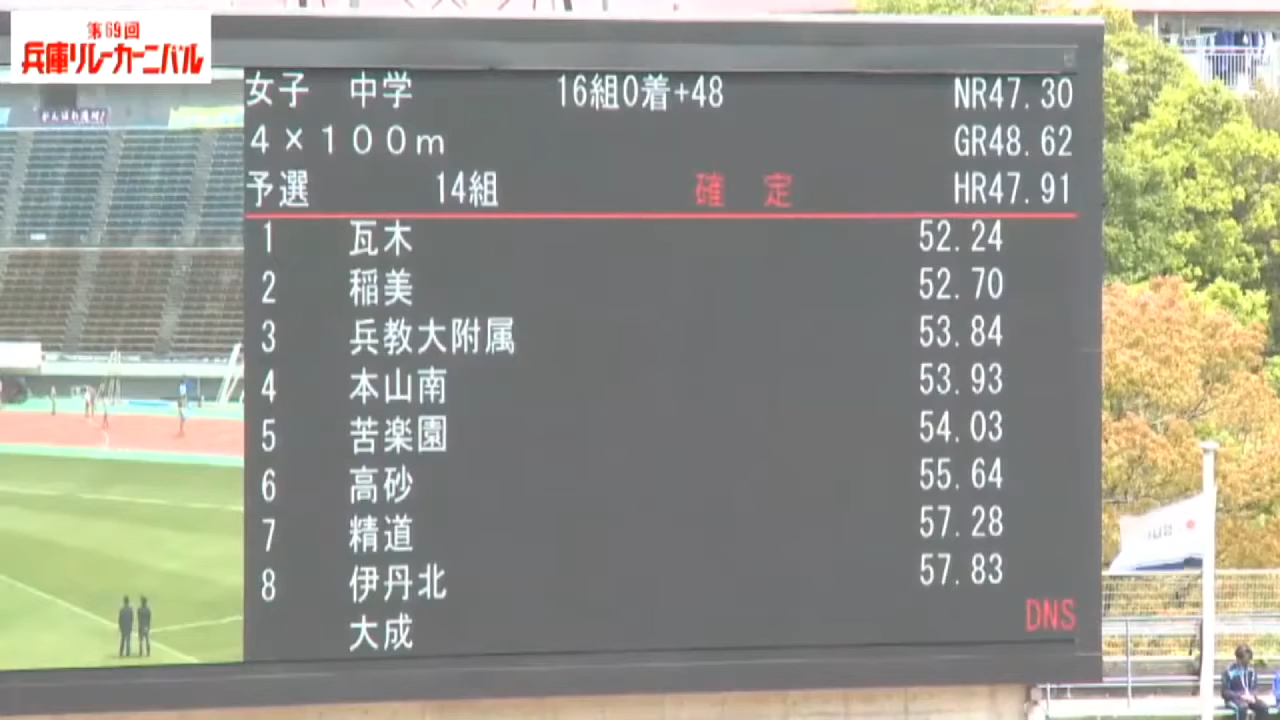 第69回
兵庫リレーカーニバル
女子 中学 16組0着+48 NR47.30
4×100m GR48.62
予選 14組 確 定 HR47.91
1 瓦木 52.24
2 稲美 52.70
3 兵教大附属 53.84
4 本山南 53.93
5 苦楽園 54.03
6 高砂 55.64
7 精道 57.28
8 伊丹北 57.83
大成 DNS